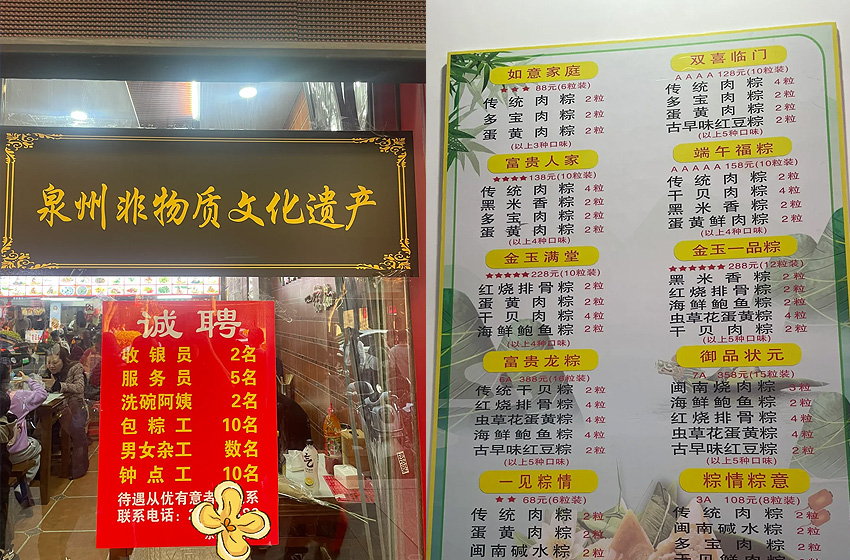 泉州非物质文化遗产
诚聘
收银员 2名
服务员 5名
洗碗阿姨 2名
包粽工 10名
男女杂工 数名
钟点工 10名
待遇从优有意者 系
联系电话:
如意家庭
★★★ 88元(6粒装)
传统肉粽 2粒
多宝肉粽 2粒
蛋黄肉粽 2粒
(以上3种口味)
富贵人家
★★★★138元(10粒装)
传统肉粽 4粒
黑米香粽 2粒
多宝肉粽 2粒
蛋黄肉粽 2粒
(以上4种口味)
金玉满堂
★★★★★228元(10粒装)
红烧排骨粽 2粒
蛋黄肉粽 2粒
干贝肉粽 2粒
海鲜鲍鱼粽 4粒
(以上4种口味)
富贵龙粽
6A 388元(16粒装)
传统干贝粽 2粒
红烧排骨粽 4粒
虫草花蛋黄粽 4粒
海鲜鲍鱼粽 4粒
古早味红豆粽 2粒
(以上5种口味)
一见粽情
★★ 68元(6粒装)
传统肉粽 2粒
蛋黄肉粽 2粒
闽南碱水粽 2粒
双喜临门
AAAA 128元(10粒装)
传统肉粽 4粒
多宝肉粽 2粒
蛋黄肉粽 2粒
古早味红豆粽 2粒
(以上5种口味)
端午福粽
AAAAA 158元(10粒装)
传统肉粽 2粒
干贝肉粽 4粒
黑米香粽 2粒
蛋黄鲜肉粽 2粒
(以上4种口味)
金玉一品粽
★★★★★★ 288元(12粒装)
黑米香粽 2粒
红烧排骨粽 2粒
海鲜鲍鱼粽 2粒
虫草花蛋黄粽 4粒
干贝肉粽 2粒
(以上5种口味)
御品状元
7A 358元(15粒装)
闽南烧肉粽 3粒
海鲜鲍鱼粽 2粒
红烧排骨粽 4粒
虫草花蛋黄粽 4粒
古早味红豆粽 2粒
(以上5种口味)
粽情粽意
3A 108元(8粒装)
传统肉粽 2粒
闽南碱水粽 2粒
多宝肉粽 2粒